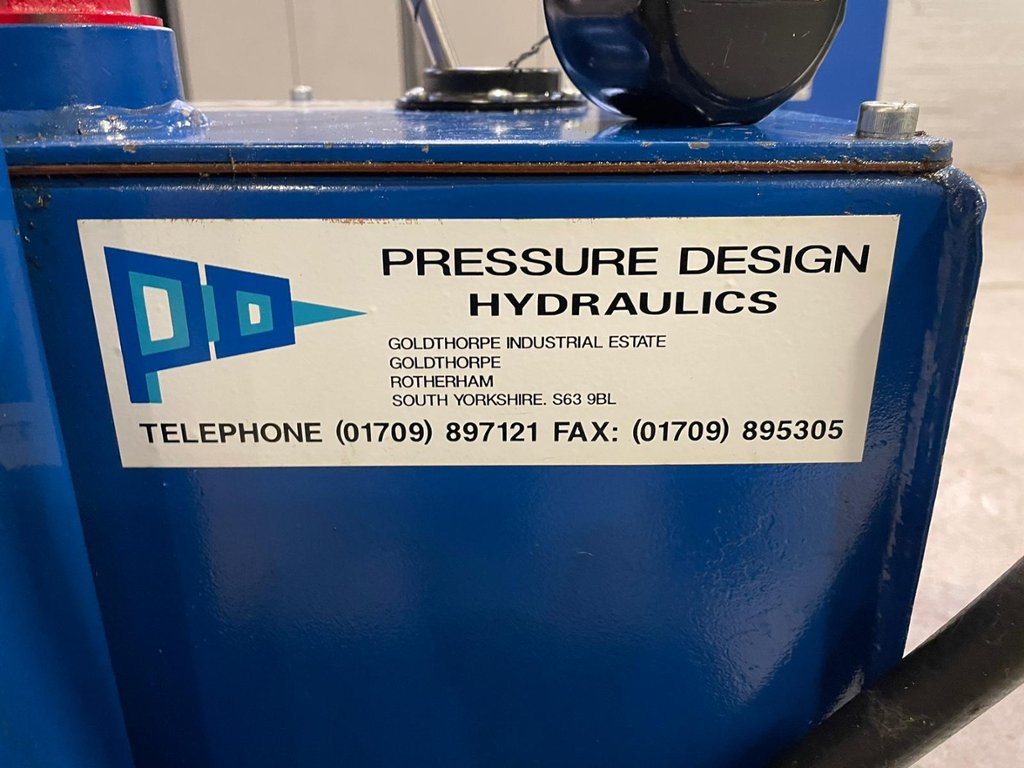 PRESSURE DESIGN
HYDRAULICS
GOLDTHORPE INDUSTRIAL ESTATE
GOLDTHORPE
ROTHERHAM
SOUTH YORKSHIRE. S63 9BL
TELEPHONE (01709) 897121 FAX: (01709) 895305